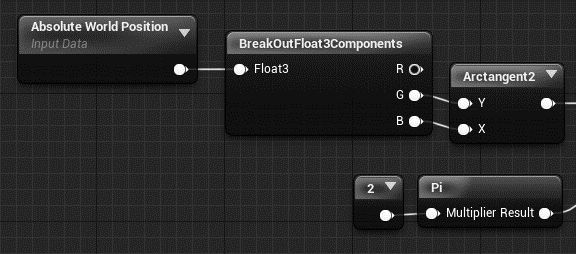 Absolute World Position
Input Data
BreakOutFloat3Components
Float3
R
G
B
Arctangent2
Y
X
2
Pi
Multiplier Result